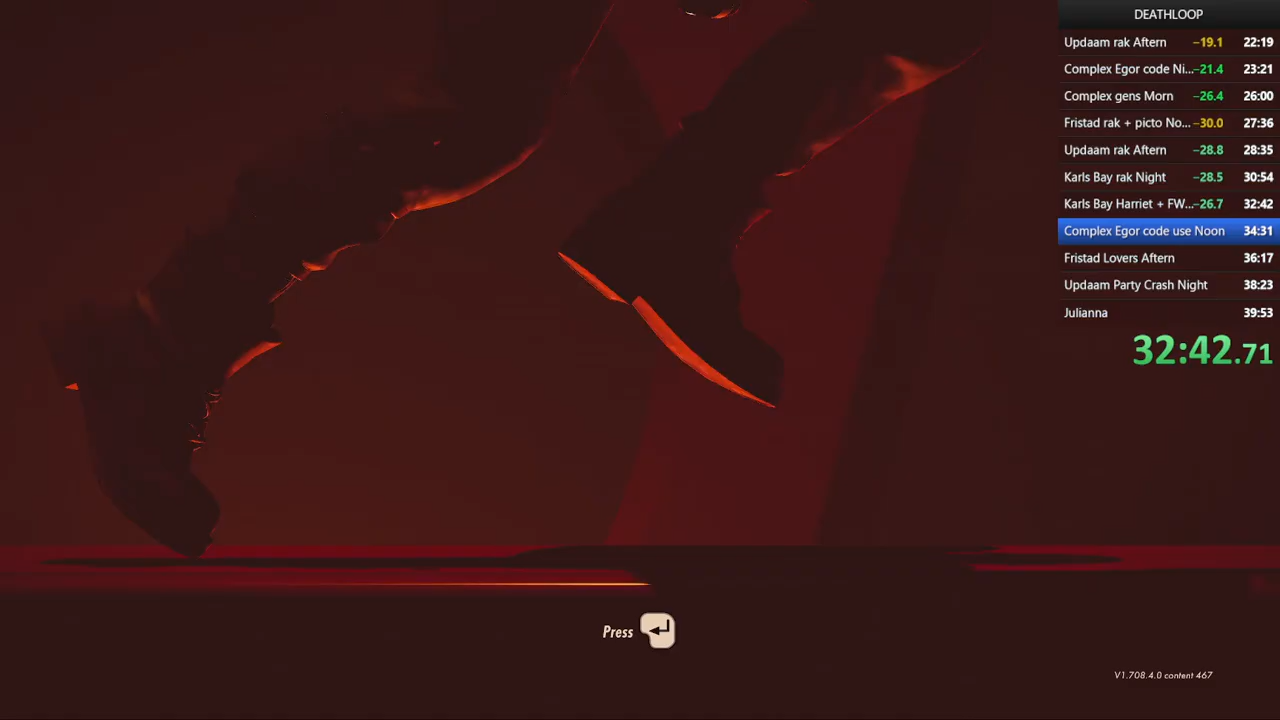 DEATHLOOP
Updaam rak Aftern −19.1 22:19
Complex Egor code Ni... −21.4 23:21
Complex gens Morn −26.4 26:00
Fristad rak + picto No... −30.0 27:36
Updaam rak Aftern −28.8 28:35
Karls Bay rak Night −28.5 30:54
Karls Bay Harriet + FW... −26.7 32:42
Complex Egor code use Noon 34:31
Fristad Lovers Aftern 36:17
Updaam Party Crash Night 38:23
Julianna 39:53
32:42.71
Press
V1.708.4.0 content 467